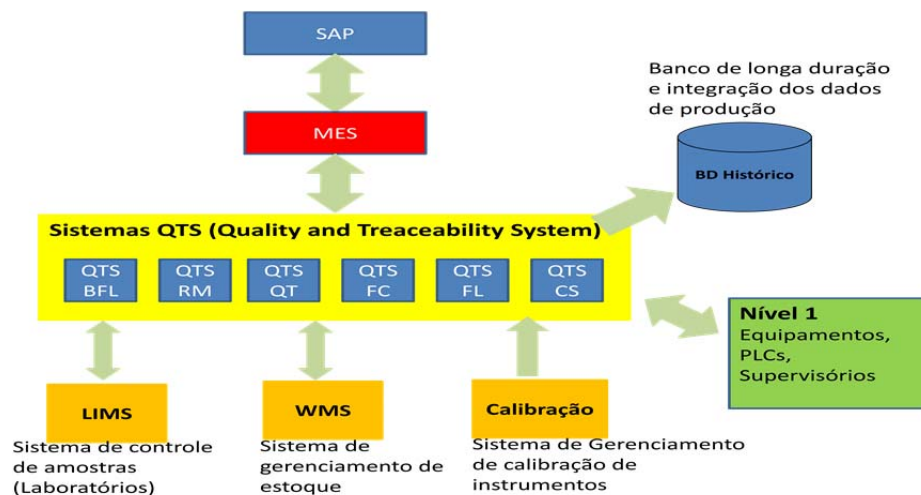 SAP
Banco de longa duração
e integração dos dados
de produção
MES
BD Histórico
Sistemas QTS (Quality and Treaceability System)
QTS
BFL
QTS
RM
QTS
QT
QTS
FC
QTS
FL
QTS
CS
Nível 1
Equipamentos,
PLCs,
Supervisórios
LIMS
Sistema de controle
de amostras
(Laboratórios)
WMS
Sistema de
gerenciamento de
estoque
Calibração
Sistema de Gerenciamento
de calibração de
instrumentos